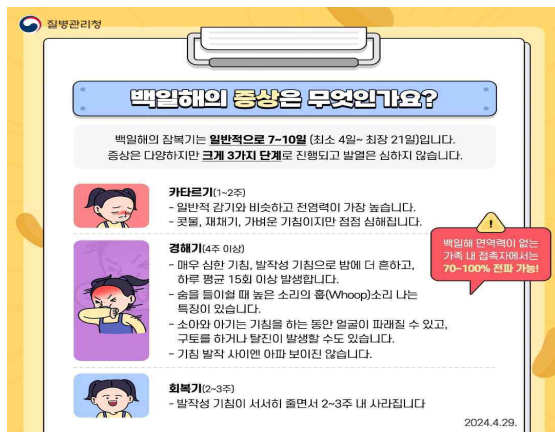 질병관리청
백일해의 증상은 무엇인가요?
백일해의 잠복기는 일반적으로 7~10일 (최소 4일~ 최장 21일)입니다.
증상은 다양하지만 크게 3가지 단계로 진행되고 발열은 심하지 않습니다.
카타르기(1~2주)
- 일반적 감기와 비슷하고 전염력이 가장 높습니다.
- 콧물, 재채기, 가벼운 기침이지만 점점 심해집니다.
!
백일해 면역력이 없는
가족 내 접촉자에서는
70~100% 전파 가능!
경해기(4주 이상)
- 매우 심한 기침, 발작성 기침으로 밤에 더 흔하고,
하루 평균 15회 이상 발생합니다.
- 숨을 들이쉴 때 높은 소리의 훕(Whoop)소리 나는
특징이 있습니다.
- 소아와 아기는 기침을 하는 동안 얼굴이 파래질 수 있고,
구토를 하거나 탈진이 발생할 수도 있습니다.
- 기침 발작 사이엔 아파 보이진 않습니다.
회복기(2~3주)
- 발작성 기침이 서서히 줄면서 2~3주 내 사라집니다
2024.4.29.